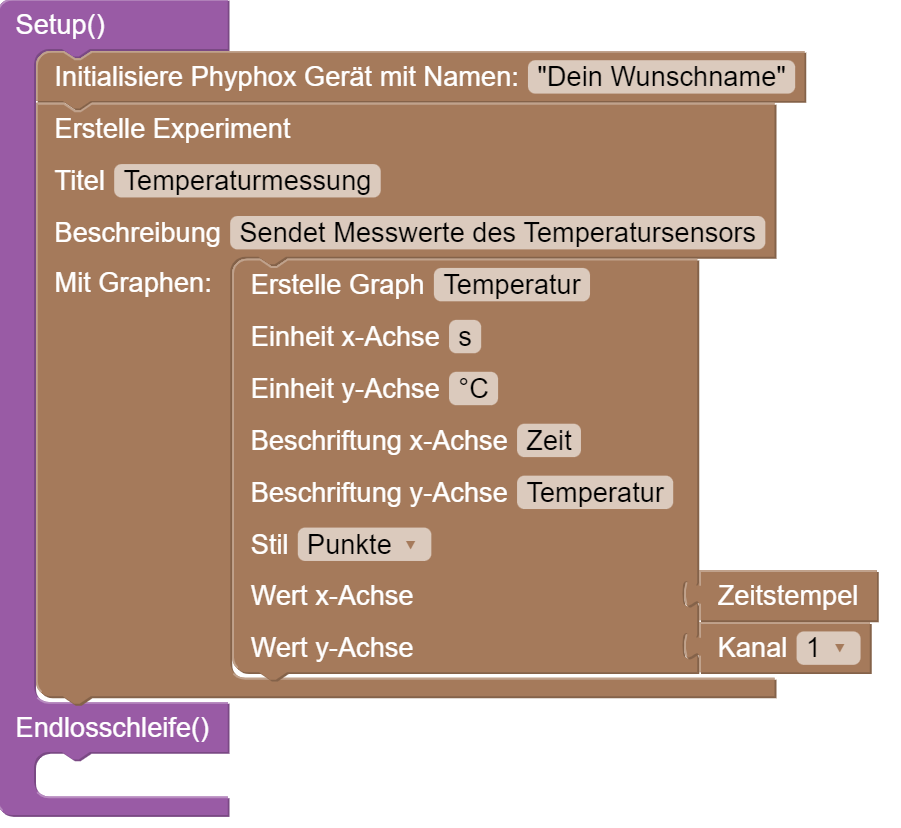 Setup()
Initialisiere Phyphox Gerät mit Namen: "Dein Wunschname"
Erstelle Experiment
Titel Temperaturmessung
Beschreibung Sendet Messwerte des Temperatursensors
Mit Graphen: Erstelle Graph Temperatur
Einheit x-Achse s
Einheit y-Achse °C
Beschriftung x-Achse Zeit
Beschriftung y-Achse Temperatur
Stil Punkte
Wert x-Achse Zeitstempel
Wert y-Achse Kanal 1
Endlosschleife()